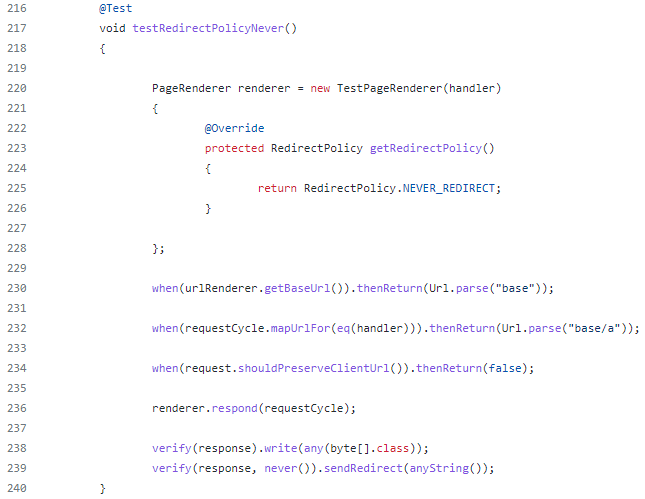 216 @Test
217 void testRedirectPolicyNever()
218 {
219
220 PageRenderer renderer = new TestPageRenderer(handler)
221 {
222 @Override
223 protected RedirectPolicy getRedirectPolicy()
224 {
225 return RedirectPolicy.NEVER_REDIRECT;
226 }
227
228 };
229
230 when(urlRenderer.getBaseUrl()).thenReturn(Url.parse("base"));
231
232 when(requestCycle.mapUrlFor(eq(handler))).thenReturn(Url.parse("base/a"));
233
234 when(request.shouldPreserveClientUrl()).thenReturn(false);
235
236 renderer.respond(requestCycle);
237
238 verify(response).write(any(byte[].class));
239 verify(response, never()).sendRedirect(anyString());
240 }